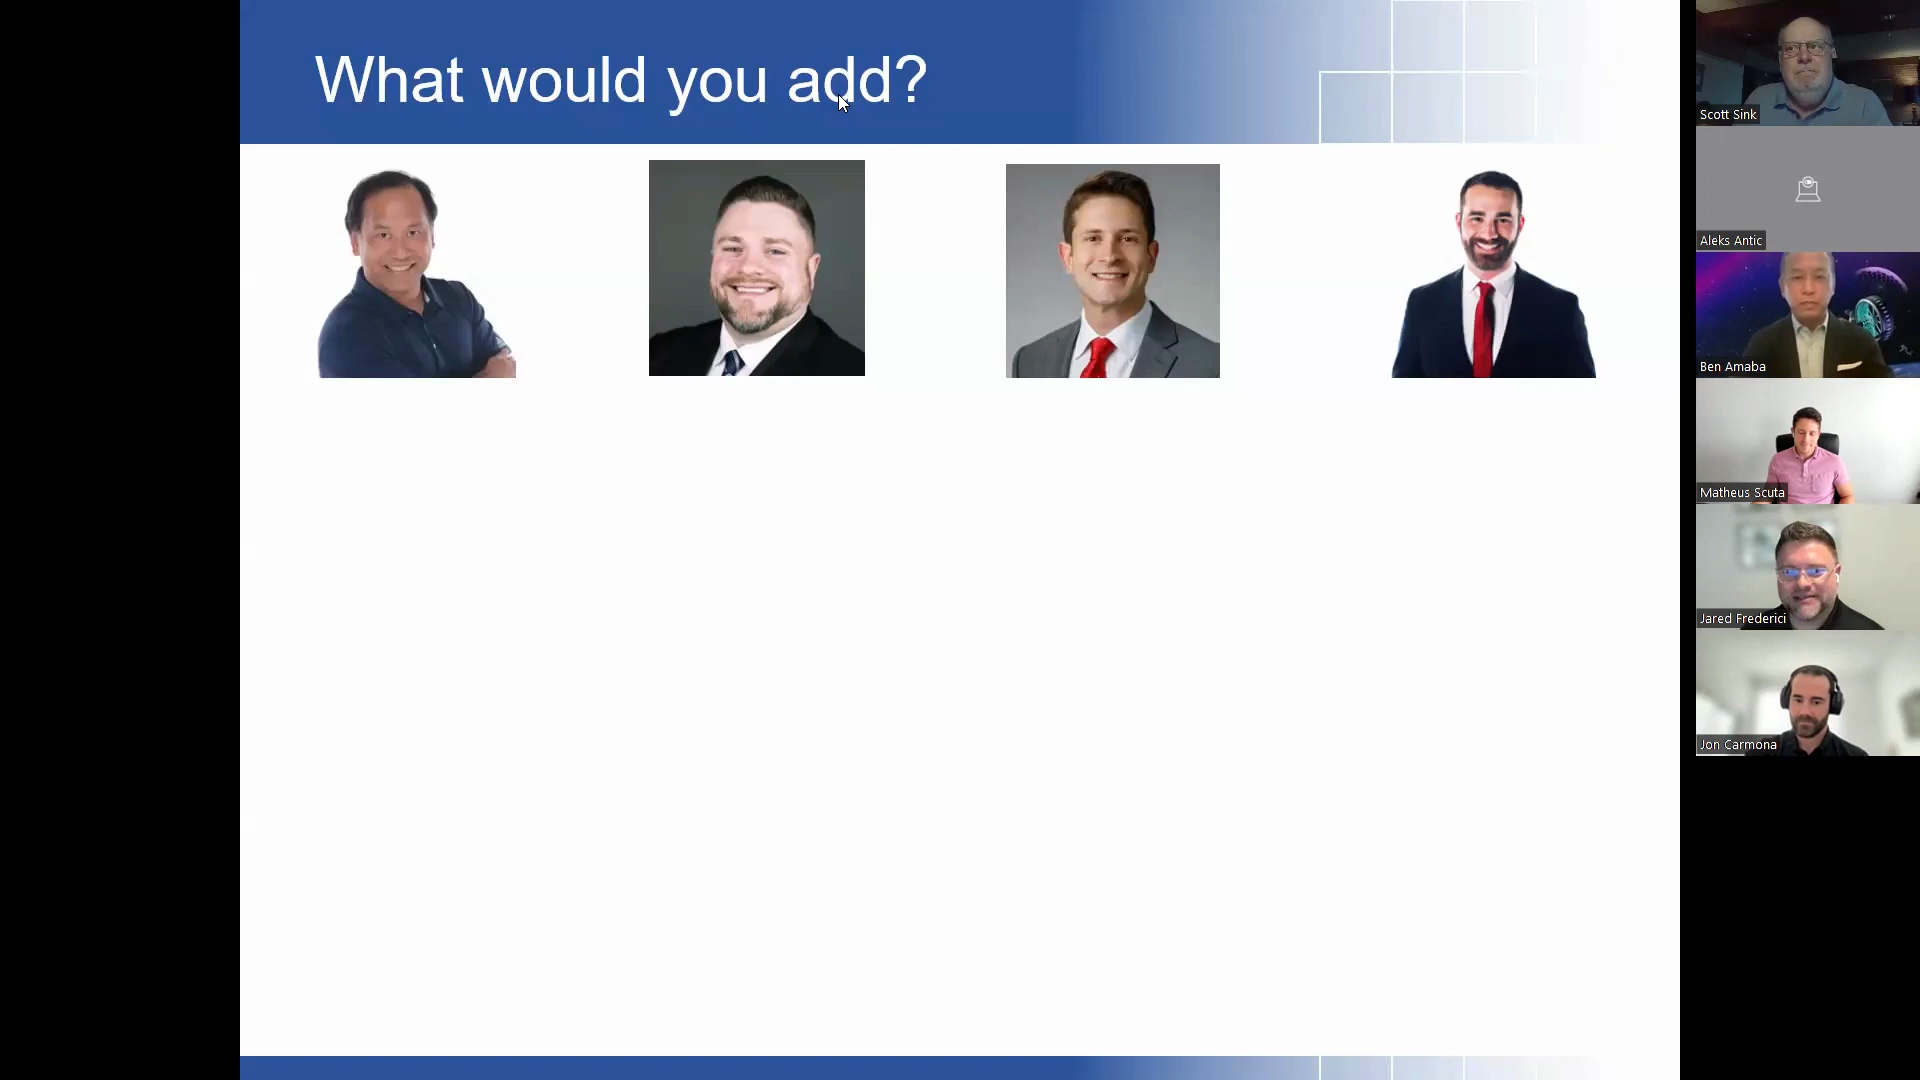 What would you add?
Scott Sink
Aleks Antic
Ben Amaba
Matheus Scuta
Jared Frederici
Jon Carmona